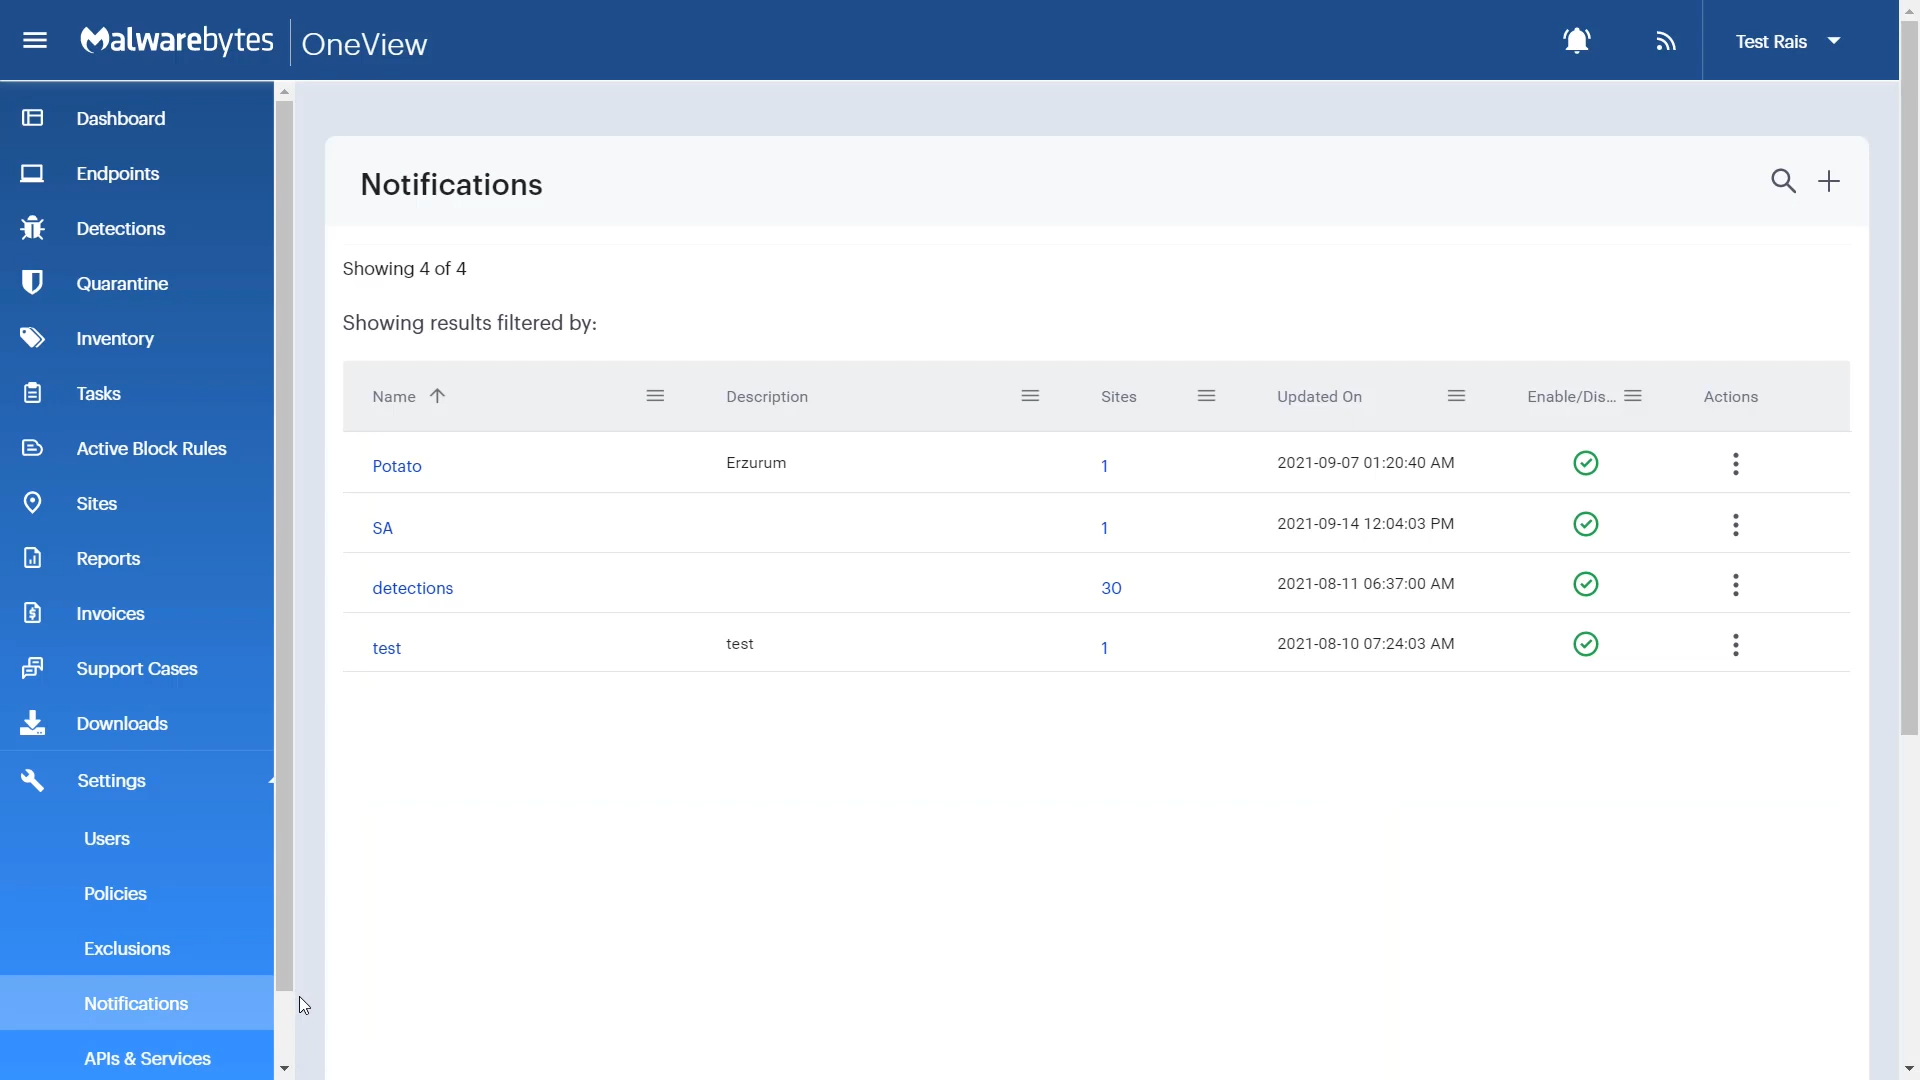 Malwarebytes OneView
Test Rais
Dashboard
Endpoints
Detections
Quarantine
Inventory
Tasks
Active Block Rules
Sites
Reports
Invoices
Support Cases
Downloads
Settings
Users
Policies
Exclusions
Notifications
APIs & Services
Notifications
Showing 4 of 4
Showing results filtered by:
Name Description Sites Updated On Enable/Dis... Actions
Potato Erzurum 1 2021-09-07 01:20:40 AM
SA 1 2021-09-14 12:04:03 PM
detections 30 2021-08-11 06:37:00 AM
test test 1 2021-08-10 07:24:03 AM